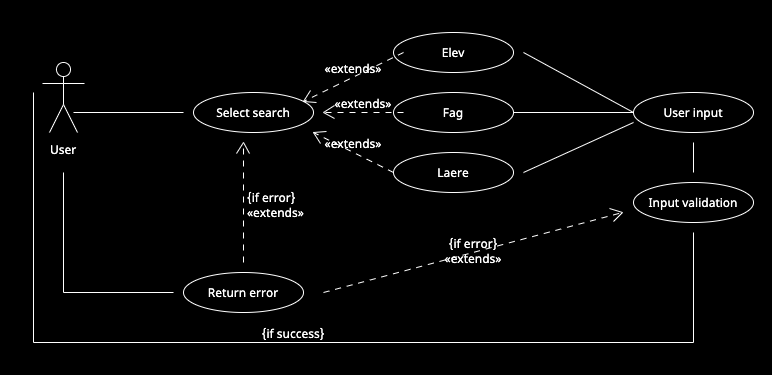 Elev
«extends»
Select search
«extends»
Fag
User input
User
«extends»
Laere
{if error}
«extends»
Input validation
{if error}
«extends»
Return error
{if success}